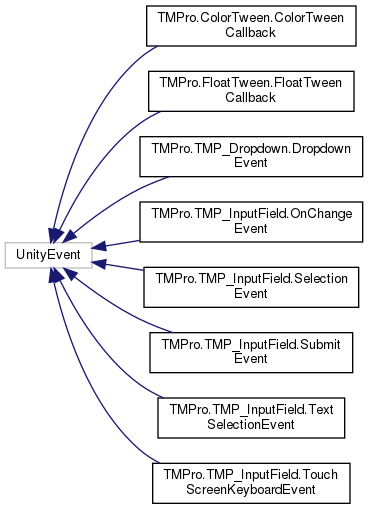 TMPro.ColorTween.ColorTween
Callback
TMPro.FloatTween.FloatTween
Callback
TMPro.TMP_Dropdown.Dropdown
Event
TMPro.TMP_InputField.OnChange
Event
UnityEvent
TMPro.TMP_InputField.Selection
Event
TMPro.TMP_InputField.Submit
Event
TMPro.TMP_InputField.Text
SelectionEvent
TMPro.TMP_InputField.Touch
ScreenKeyboardEvent